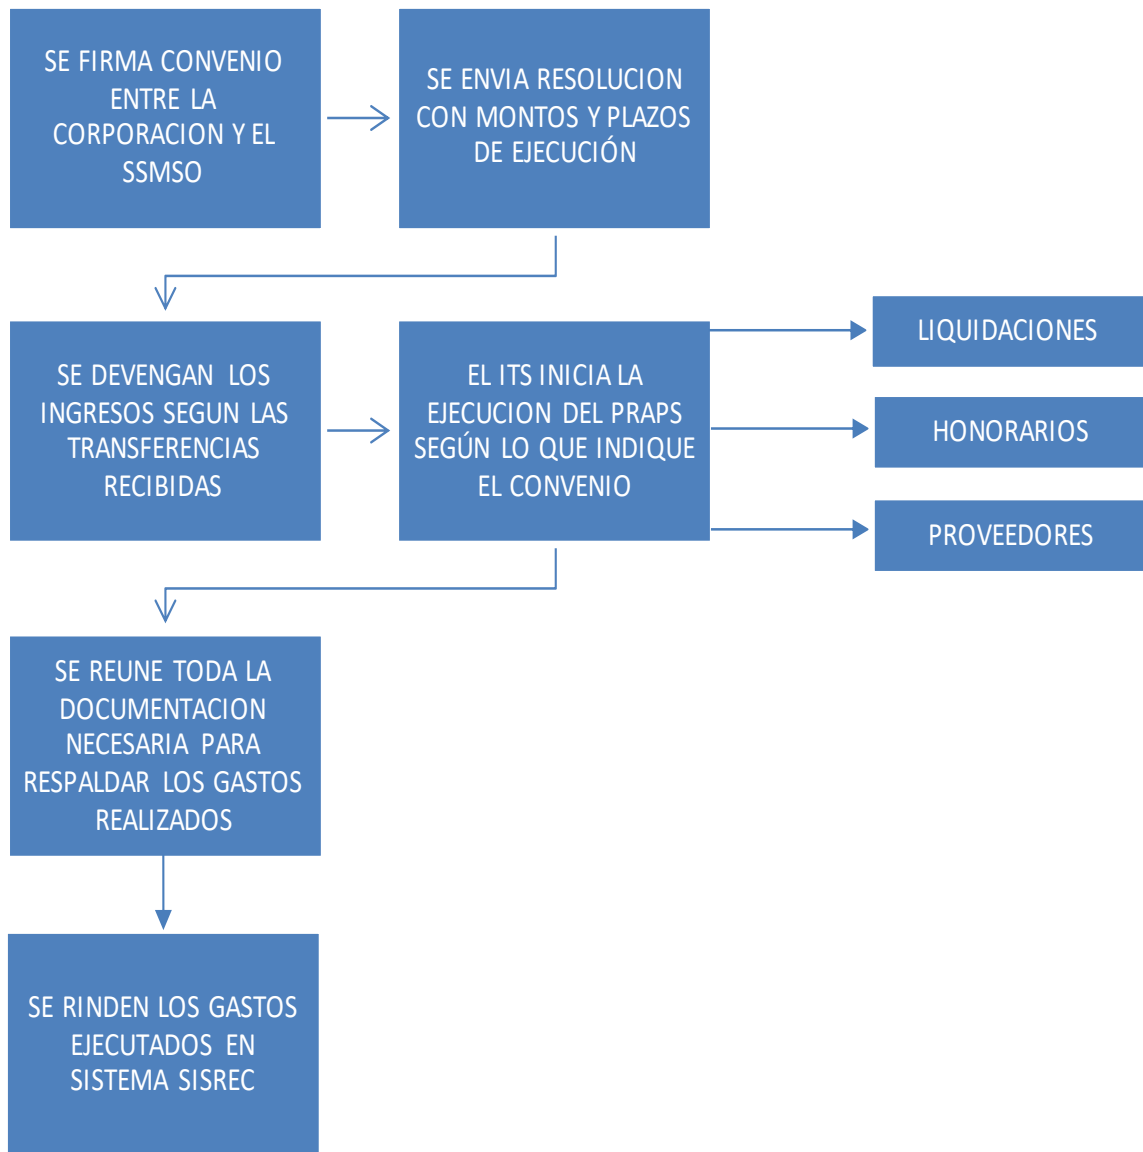 SE FIRMA CONVENIO
ENTRE LA
CORPORACION Y EL
SSMSO
SE ENVIA RESOLUCION
CON MONTOS Y PLAZOS
DE EJECUCIÓN
SE DEVENGAN LOS
INGRESOS SEGUN LAS
TRANSFERENCIAS
RECIBIDAS
EL ITS INICIA LA
EJECUCION DEL PRAPS
SEGÚN LO QUE INDIQUE
EL CONVENIO
LIQUIDACIONES
HONORARIOS
PROVEEDORES
SE REUNE TODA LA
DOCUMENTACION
NECESARIA PARA
RESPALDAR LOS GASTOS
REALIZADOS
SE RINDEN LOS GASTOS
EJECUTADOS EN
SISTEMA SISREC